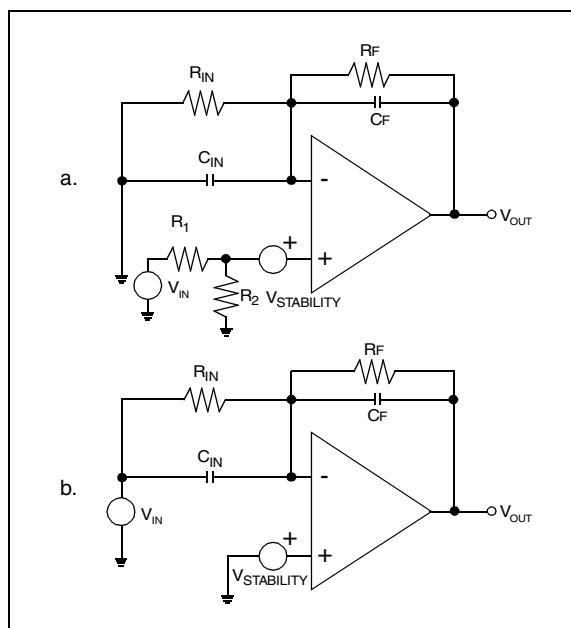 RF
RIN
CF
CIN
a.
-
+
VOUT
R1
+
VIN
R2
VSTABILITY
RF
RIN
CF
CIN
b.
-
+
VOUT
VIN
+
VSTABILITY